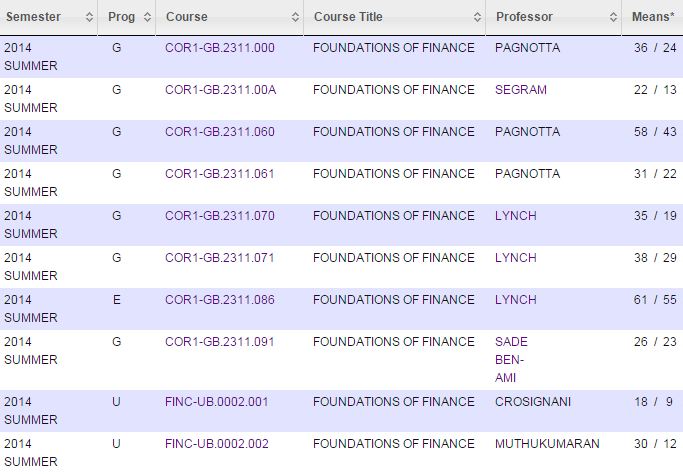 Semester Prog Course Course Title Professor Means*
2014 G COR1-GB.2311.000 FOUNDATIONS OF FINANCE PAGNOTTA 36 / 24
SUMMER
2014 G COR1-GB.2311.00A FOUNDATIONS OF FINANCE SEGRAM 22 / 13
SUMMER
2014 G COR1-GB.2311.060 FOUNDATIONS OF FINANCE PAGNOTTA 58 / 43
SUMMER
2014 G COR1-GB.2311.061 FOUNDATIONS OF FINANCE PAGNOTTA 31 / 22
SUMMER
2014 G COR1-GB.2311.070 FOUNDATIONS OF FINANCE LYNCH 35 / 19
SUMMER
2014 G COR1-GB.2311.071 FOUNDATIONS OF FINANCE LYNCH 38 / 29
SUMMER
2014 E COR1-GB.2311.086 FOUNDATIONS OF FINANCE LYNCH 61 / 55
SUMMER
2014 G COR1-GB.2311.091 FOUNDATIONS OF FINANCE SADE 26 / 23
SUMMER BEN-
AMI
2014 U FINC-UB.0002.001 FOUNDATIONS OF FINANCE CROSIGNANI 18 / 9
SUMMER
2014 U FINC-UB.0002.002 FOUNDATIONS OF FINANCE MUTHUKUMARAN 30 / 12
SUMMER